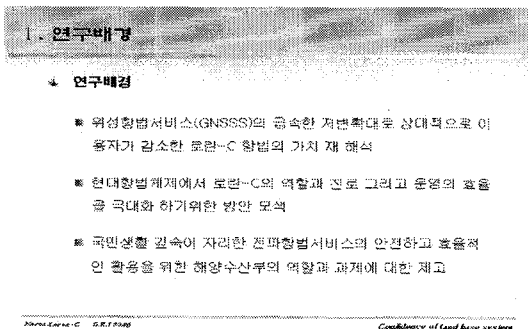 1. 연구배경
연구배경
위성항법서비스(GNSSS)의 급속한 저변확대로 상대적으로 이
용자가 감소한 로란-C 항법의 가치 재 해석
현대항법체제에서 로란-C의 역할과 진로 그리고 운영의 효율
을 극대화 하기위한 방안 모색
국민생활 깊숙이 자리한 전파항법서비스의 안전하고 효율적
인 활용을 위한 해양수산부의 역할과 과제에 대한 제고
Loran-C
Confidency of land base system